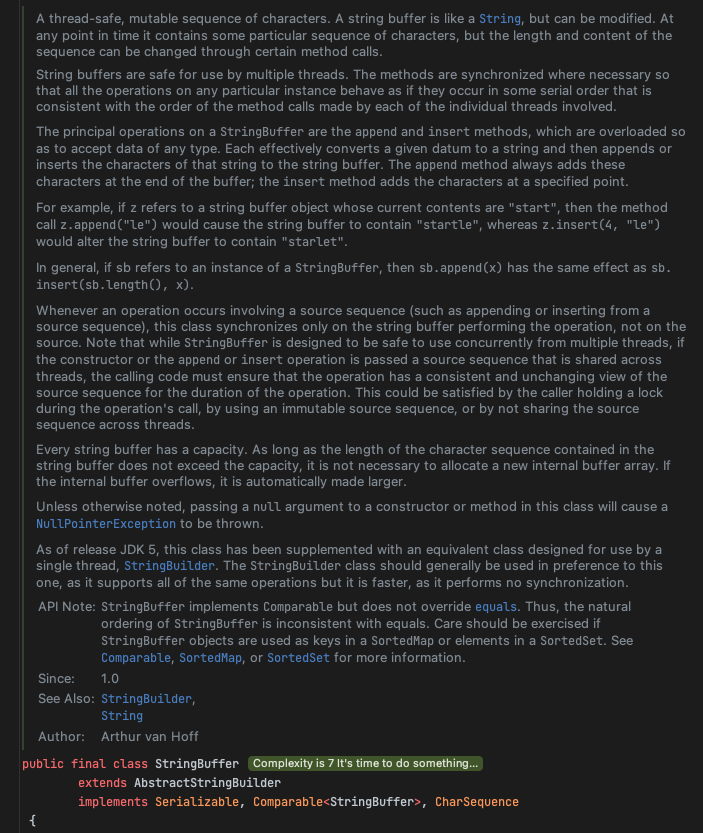 A thread-safe, mutable sequence of characters. A string buffer is like a String, but can be modified. At
any point in time it contains some particular sequence of characters, but the length and content of the
sequence can be changed through certain method calls.
String buffers are safe for use by multiple threads. The methods are synchronized where necessary so
that all the operations on any particular instance behave as if they occur in some serial order that is
consistent with the order of the method calls made by each of the individual threads involved.
The principal operations on a StringBuffer are the append and insert methods, which are overloaded so
as to accept data of any type. Each effectively converts a given datum to a string and then appends or
inserts the characters of that string to the string buffer. The append method always adds these
characters at the end of the buffer; the insert method adds the characters at a specified point.
For example, if z refers to a string buffer object whose current contents are "start", then the method
call z.append("le") would cause the string buffer to contain "startle", whereas z.insert(4, "le")
would alter the string buffer to contain "starlet".
In general, if sb refers to an instance of a StringBuffer, then sb.append(x) has the same effect as sb.
insert(sb.length(), x).
Whenever an operation occurs involving a source sequence (such as appending or inserting from a
source sequence), this class synchronizes only on the string buffer performing the operation, not on the
source. Note that while StringBuffer is designed to be safe to use concurrently from multiple threads, if
the constructor or the append or insert operation is passed a source sequence that is shared across
threads, the calling code must ensure that the operation has a consistent and unchanging view of the
source sequence for the duration of the operation. This could be satisfied by the caller holding a lock
during the operation's call, by using an immutable source sequence, or by not sharing the source
sequence across threads.
Every string buffer has a capacity. As long as the length of the character sequence contained in the
string buffer does not exceed the capacity, it is not necessary to allocate a new internal buffer array. If
the internal buffer overflows, it is automatically made larger.
Unless otherwise noted, passing a null argument to a constructor or method in this class will cause a
NullPointerException to be thrown.
As of release JDK 5, this class has been supplemented with an equivalent class designed for use by a
single thread, StringBuilder. The StringBuilder class should generally be used in preference to this
one, as it supports all of the same operations but it is faster, as it performs no synchronization.
API Note: StringBuffer implements Comparable but does not override equals. Thus, the natural
ordering of StringBuffer is inconsistent with equals. Care should be exercised if
StringBuffer objects are used as keys in a SortedMap or elements in a SortedSet. See
Comparable, SortedMap, or SortedSet for more information.
Since: 1.0
See Also: StringBuilder,
String
Author: Arthur van Hoff
public final class StringBuffer Complexity is 7 It's time to do something...
extends AbstractStringBuilder
implements Serializable, Comparable<StringBuffer>, CharSequence
{